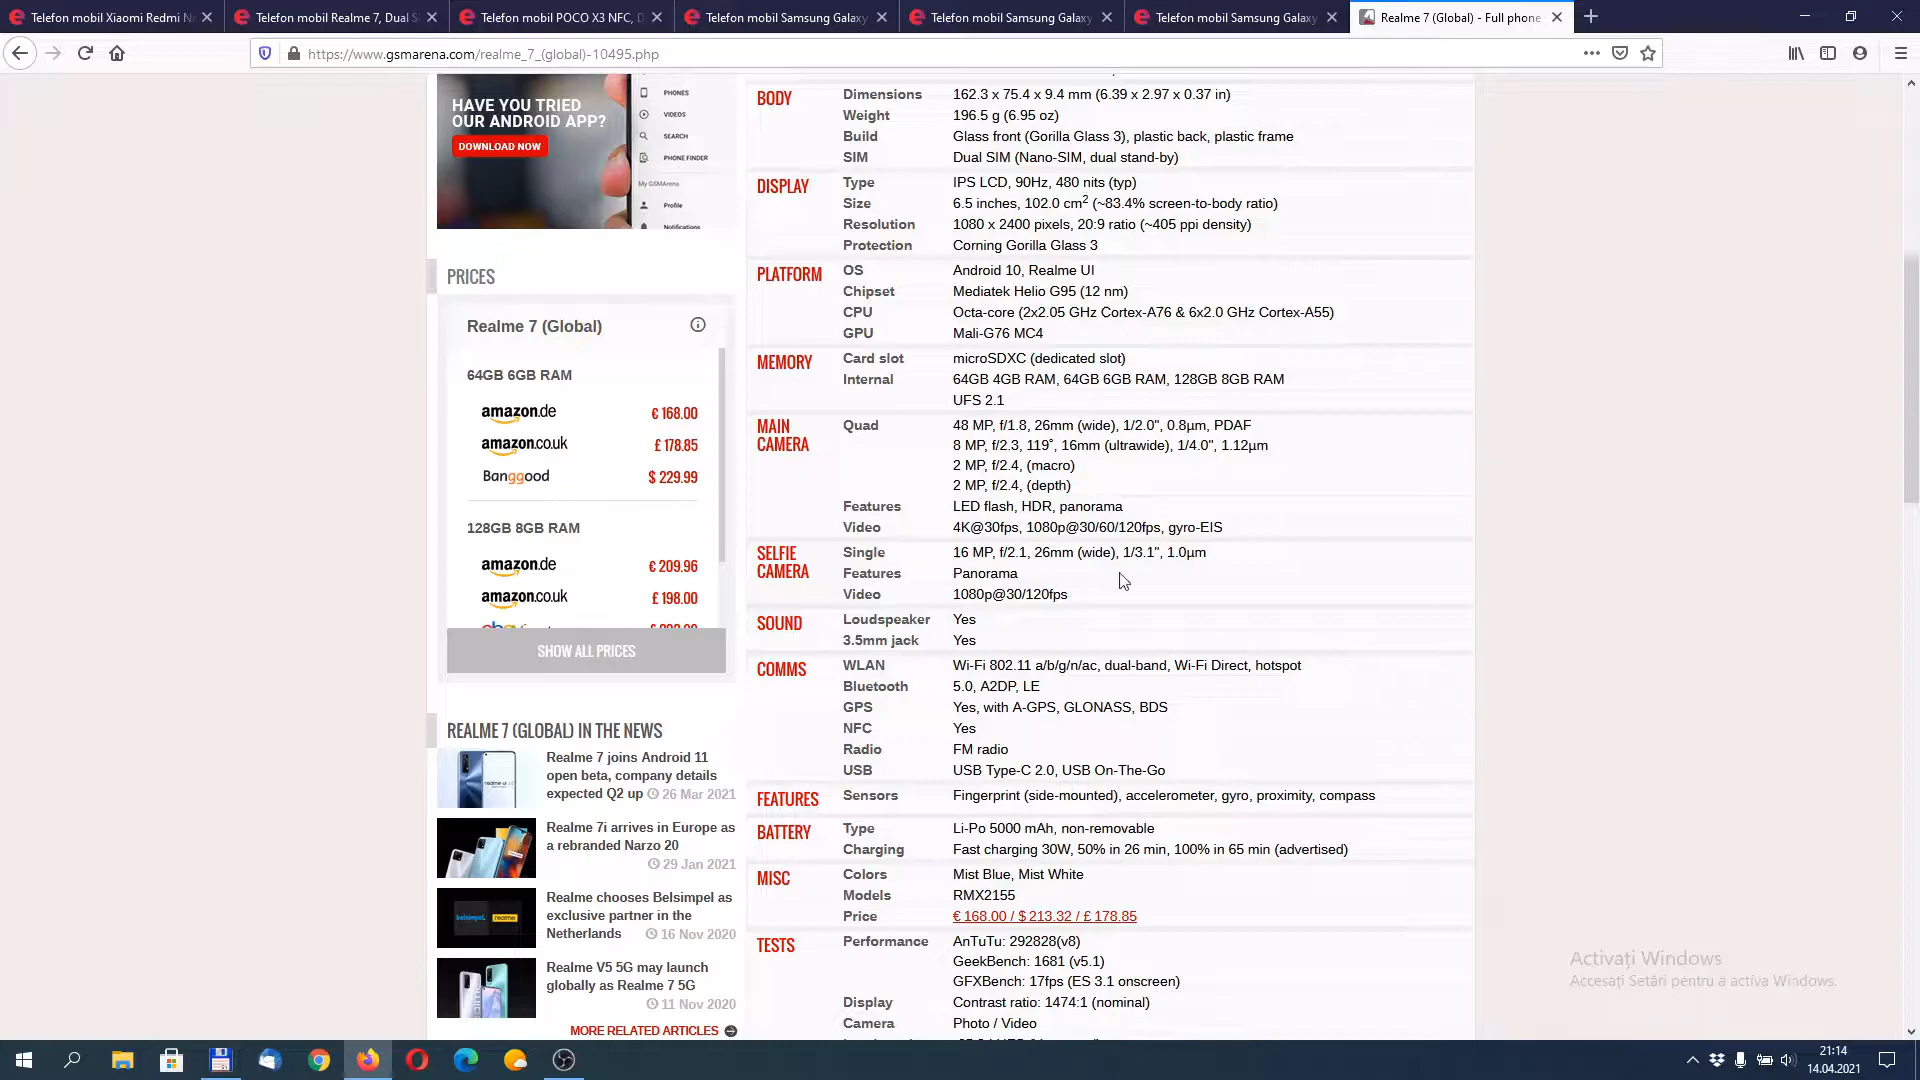 Telefon mobil Xiaomi Redmi N
Telefon mobil Realme 7, Dual S
Telefon mobil POCO X3 NFC, D
Telefon mobil Samsung Galaxy
Telefon mobil Samsung Galaxy
Telefon mobil Samsung Galaxy
Realme 7 (Global) - Full phone
https://www.gsmarena.com/realme_7_(global)-10495.php
HAVE YOU TRIED
OUR ANDROID APP?
DOWNLOAD NOW
PHONES
VIDEOS
SEARCH
PHONE FINDER
My GSMArena
Profile
Notifications
PRICES
Realme 7 (Global)
64GB 6GB RAM
amazon.de € 168.00
amazon.co.uk £ 178.85
Banggood $ 229.99
128GB 8GB RAM
amazon.de € 209.96
amazon.co.uk £ 198.00
SHOW ALL PRICES
REALME 7 (GLOBAL) IN THE NEWS
Realme 7 joins Android 11
open beta, company details
expected Q2 up 26 Mar 2021
Realme 7i arrives in Europe as
a rebranded Narzo 20
29 Jan 2021
Realme chooses Belsimpel as
exclusive partner in the
Netherlands 16 Nov 2020
Realme V5 5G may launch
globally as Realme 7 5G
11 Nov 2020
MORE RELATED ARTICLES
BODY Dimensions 162.3 x 75.4 x 9.4 mm (6.39 x 2.97 x 0.37 in)
Weight 196.5 g (6.95 oz)
Build Glass front (Gorilla Glass 3), plastic back, plastic frame
SIM Dual SIM (Nano-SIM, dual stand-by)
DISPLAY Type IPS LCD, 90Hz, 480 nits (typ)
Size 6.5 inches, 102.0 cm2 (~83.4% screen-to-body ratio)
Resolution 1080 x 2400 pixels, 20:9 ratio (~405 ppi density)
Protection Corning Gorilla Glass 3
PLATFORM OS Android 10, Realme UI
Chipset Mediatek Helio G95 (12 nm)
CPU Octa-core (2x2.05 GHz Cortex-A76 & 6x2.0 GHz Cortex-A55)
GPU Mali-G76 MC4
MEMORY Card slot microSDXC (dedicated slot)
Internal 64GB 4GB RAM, 64GB 6GB RAM, 128GB 8GB RAM
UFS 2.1
MAIN CAMERA Quad 48 MP, f/1.8, 26mm (wide), 1/2.0", 0.8µm, PDAF
8 MP, f/2.3, 119˚, 16mm (ultrawide), 1/4.0", 1.12µm
2 MP, f/2.4, (macro)
2 MP, f/2.4, (depth)
Features LED flash, HDR, panorama
Video 4K@30fps, 1080p@30/60/120fps, gyro-EIS
SELFIE CAMERA Single 16 MP, f/2.1, 26mm (wide), 1/3.1", 1.0µm
Features Panorama
Video 1080p@30/120fps
SOUND Loudspeaker Yes
3.5mm jack Yes
COMMS WLAN Wi-Fi 802.11 a/b/g/n/ac, dual-band, Wi-Fi Direct, hotspot
Bluetooth 5.0, A2DP, LE
GPS Yes, with A-GPS, GLONASS, BDS
NFC Yes
Radio FM radio
USB USB Type-C 2.0, USB On-The-Go
FEATURES Sensors Fingerprint (side-mounted), accelerometer, gyro, proximity, compass
BATTERY Type Li-Po 5000 mAh, non-removable
Charging Fast charging 30W, 50% in 26 min, 100% in 65 min (advertised)
MISC Colors Mist Blue, Mist White
Models RMX2155
Price € 168.00 / $ 213.32 / £ 178.85
TESTS Performance AnTuTu: 292828(v8)
GeekBench: 1681 (v5.1)
GFXBench: 17fps (ES 3.1 onscreen)
Display Contrast ratio: 1474:1 (nominal)
Camera Photo / Video
Activați Windows
Accesați Setări pentru a activa Windows.
21:14
14.04.2021